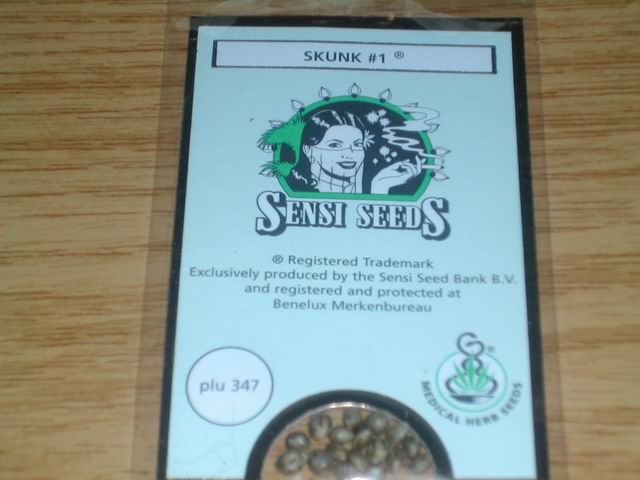 SKUNK #1 ®
SENSI SEEDS
® Registered Trademark
Exclusively produced by the Sensi Seed Bank B.V.
and registered and protected at
Benelux Merkenbureau
plu 347
®
MEDICAL HERB SEEDS